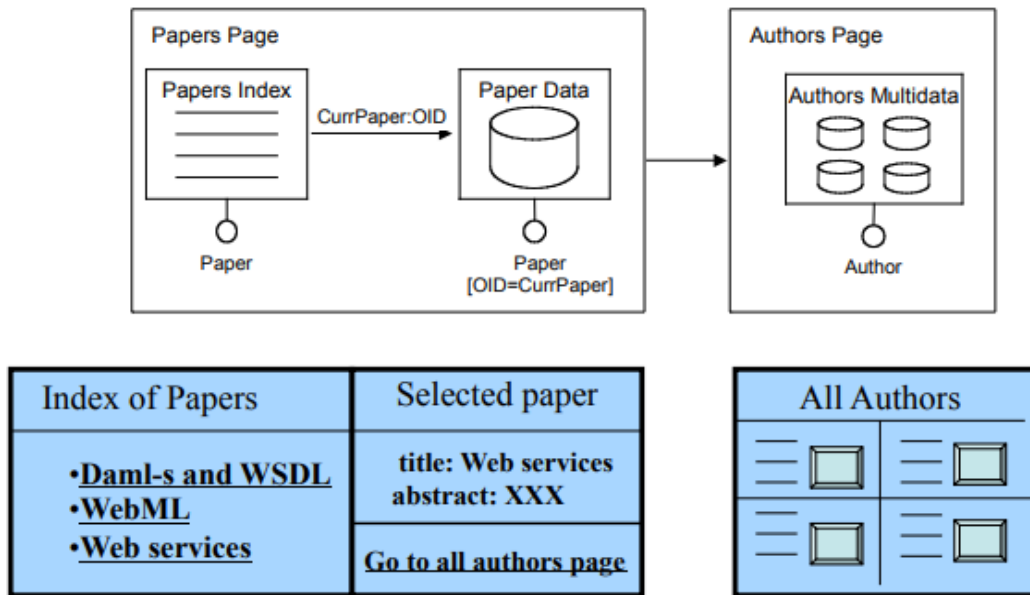 Papers Page
Papers Index
CurrPaper:OID
Paper Data
Paper
Paper
[OID=CurrPaper]
Authors Page
Authors Multidata
Author
Index of Papers
•Daml-s and WSDL
•WebML
•Web services
Selected paper
title: Web services
abstract: XXX
Go to all authors page
All Authors